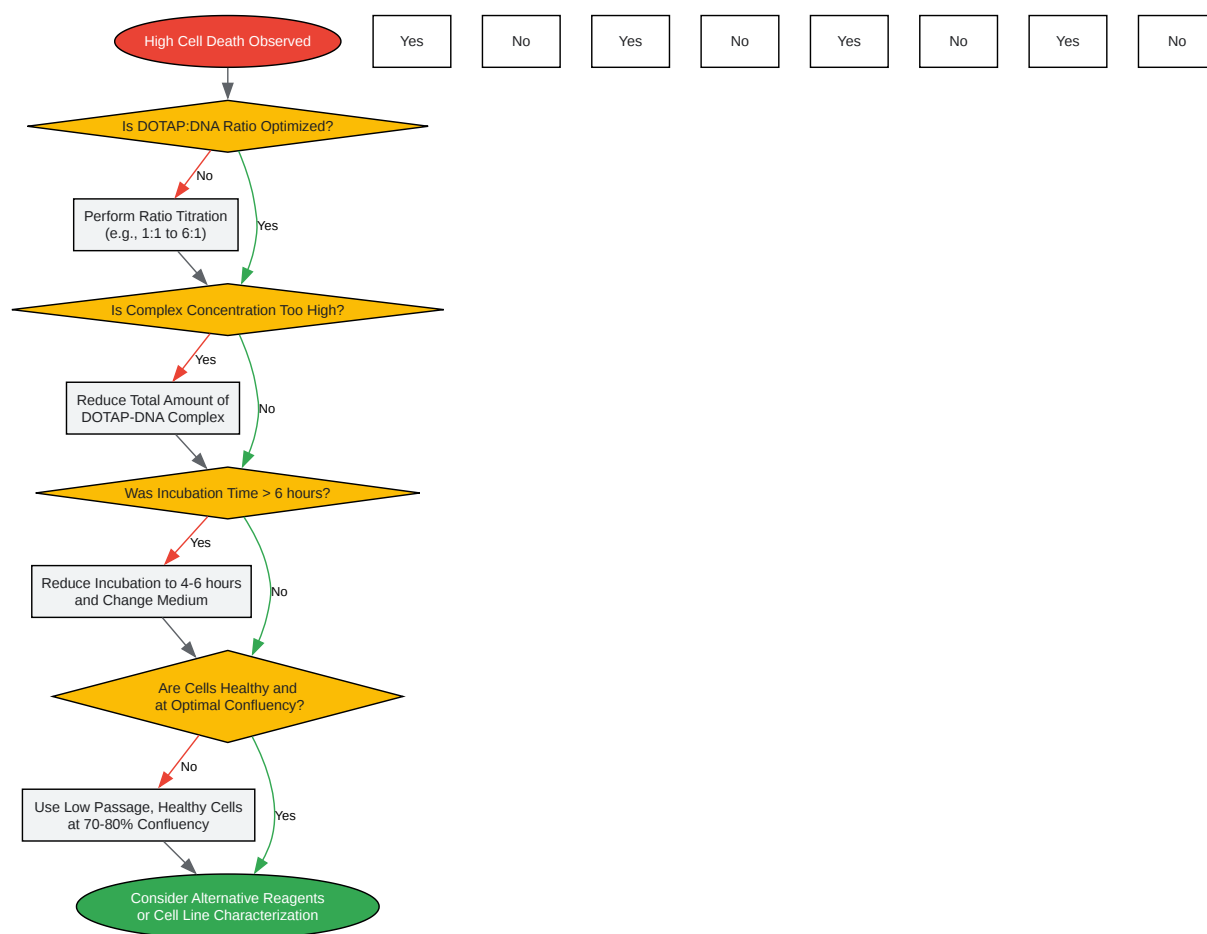 High Cell Death Observed
Yes
No
Yes
No
Yes
No
Yes
No
Is DOTAP:DNA Ratio Optimized?
No
Perform Ratio Titration
(e.g., 1:1 to 6:1)
Yes
Is Complex Concentration Too High?
Yes
Reduce Total Amount of
DOTAP-DNA Complex
No
Was Incubation Time > 6 hours?
Yes
Reduce Incubation to 4-6 hours
and Change Medium
No
Are Cells Healthy and
at Optimal Confluency?
No
Use Low Passage, Healthy Cells
at 70-80% Confluency
Yes
Consider Alternative Reagents
or Cell Line Characterization